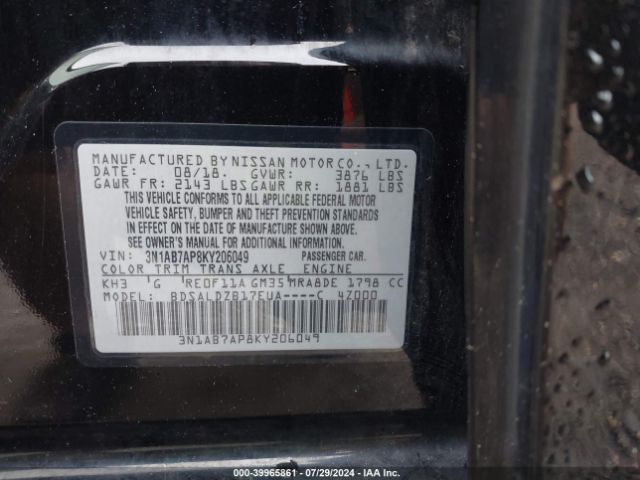 MANUFACTURED BY NISSAN MOTOR CO., LTD.
DATE: 08/18. GVWR: 3876 LBS
GAWR FR: 2143 LBS GAWR RR: 1881 LBS
THIS VEHICLE CONFORMS TO ALL APPLICABLE FEDERAL MOTOR
VEHICLE SAFETY, BUMPER AND THEFT PREVENTION STANDARDS
IN EFFECT ON THE DATE OF MANUFACTURE SHOWN ABOVE.
SEE OWNER'S MANUAL FOR ADDITIONAL INFORMATION.
VIN: 3N1AB7AP8KY206049 PASSENGER CAR.
COLOR TRIM TRANS AXLE ENGINE
KH3 'G RE0F11A GM35 MRA8DE 1798 CC
MODEL: BDSALDZB17EUA----C 4Z000
3N1AB7AP8KY206049
000-39965861 - 07/29/2024 - IAA Inc.